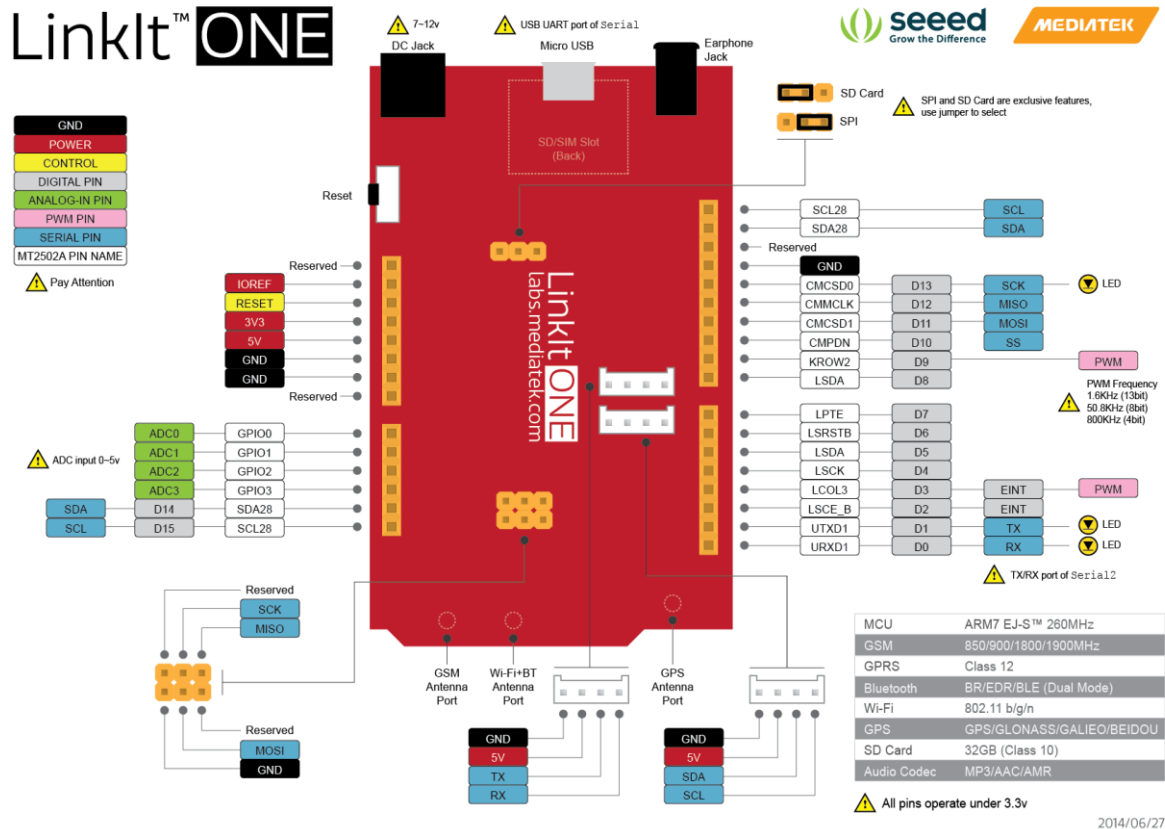 LinkIt™ ONE
7~12v
DC Jack
USB UART port of Serial
Micro USB
Earphone
Jack
seeed
Grow the Difference
MEDIATEK
GND
POWER
CONTROL
DIGITAL PIN
ANALOG-IN PIN
PWM PIN
SERIAL PIN
MT2502A PIN NAME
Pay Attention
SD Card
SPI
SPI and SD Card are exclusive features,
use jumper to select
SD/SIM Slot
(Back)
Reset
Reserved
IOREF
RESET
3V3
5V
GND
GND
Reserved
ADC input 0~5v
ADC0 GPIO0
ADC1 GPIO1
ADC2 GPIO2
ADC3 GPIO3
SDA D14 SDA28
SCL D15 SCL28
LinkIt ONE
labs.mediatek.com
SCL28 SCL
SDA28 SDA
Reserved
GND
CMCSD0 D13 SCK LED
CMMCLK D12 MISO
CMCSD1 D11 MOSI
CMPDN D10 SS
KROW2 D9 PWM
LSDA D8
PWM Frequency
1.6KHz (13bit)
50.8KHz (8bit)
800KHz (4bit)
LPTE D7
LSRSTB D6
LSDA D5
LSCK D4
LCOL3 D3 EINT PWM
LSCE_B D2 EINT
UTXD1 D1 TX LED
URXD1 D0 RX LED
TX/RX port of Serial2
Reserved
SCK
MISO
Reserved
MOSI
GND
GSM
Antenna
Port
Wi-Fi+BT
Antenna
Port
GPS
Antenna
Port
GND
5V
TX
RX
GND
5V
SDA
SCL
MCU ARM7 EJ-S™ 260MHz
GSM 850/900/1800/1900MHz
GPRS Class 12
Bluetooth BR/EDR/BLE (Dual Mode)
Wi-Fi 802.11 b/g/n
GPS GPS/GLONASS/GALIEO/BEIDOU
SD Card 32GB (Class 10)
Audio Codec MP3/AAC/AMR
All pins operate under 3.3v
2014/06/27